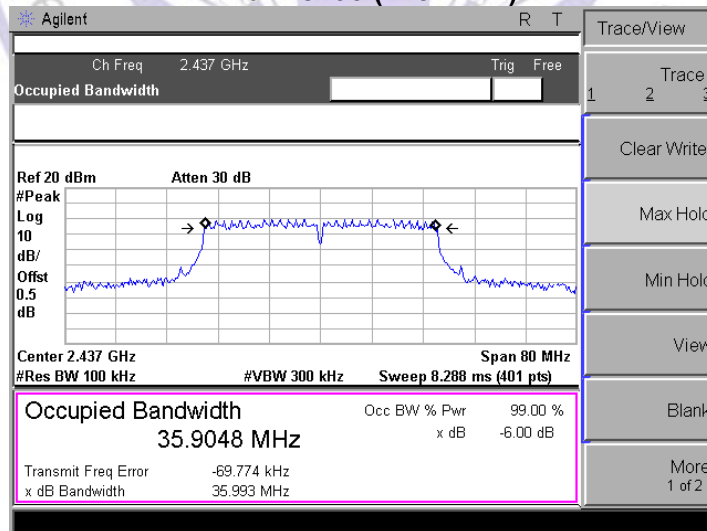 Agilent R T
Trace/View
Ch Freq 2.437 GHz Trig Free
Occupied Bandwidth
Trace
1 2 3
Clear Write
Max Hold
Min Hold
View
Blank
More
1 of 2
Ref 20 dBm Atten 30 dB
#Peak
Log
10
dB/
Offst
0.5
dB
Center 2.437 GHz Span 80 MHz
#Res BW 100 kHz #VBW 300 kHz Sweep 8.288 ms (401 pts)
Occupied Bandwidth Occ BW % Pwr 99.00 %
35.9048 MHz x dB -6.00 dB
Transmit Freq Error -69.774 kHz
x dB Bandwidth 35.993 MHz